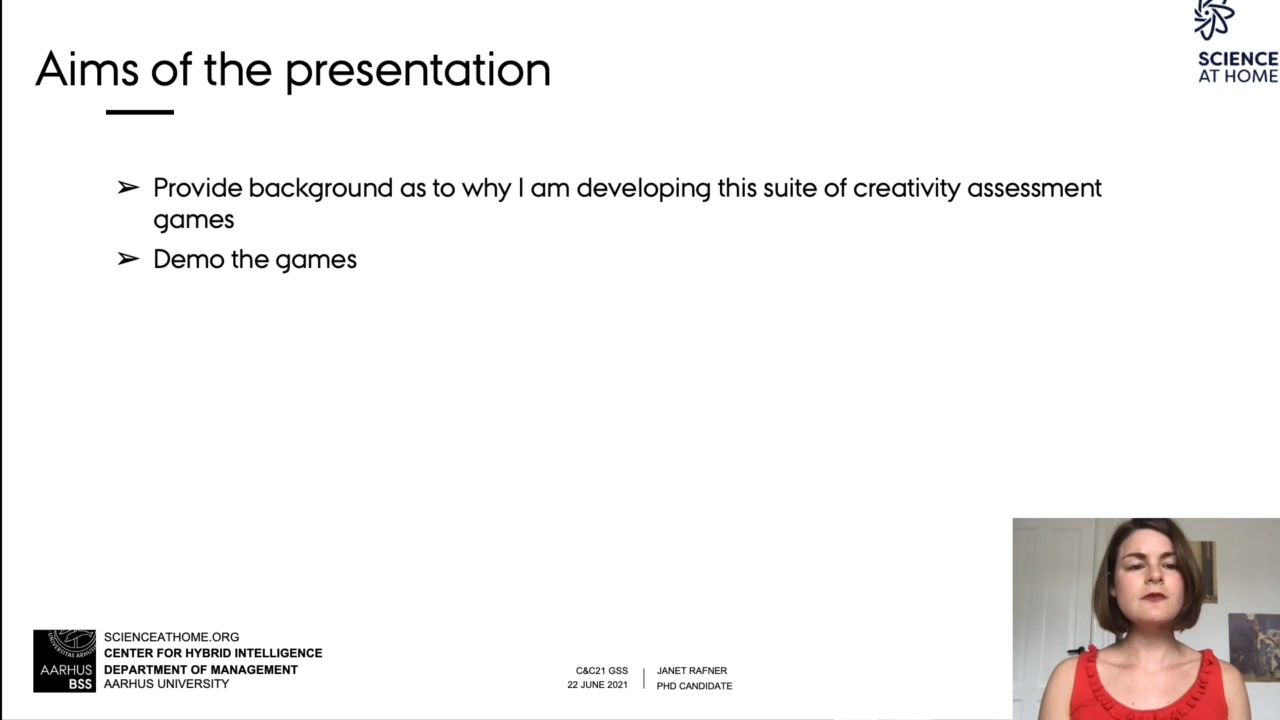 Aims of the presentation
SCIENCE
AT HOME
➢ Provide background as to why I am developing this suite of creativity assessment
games
➢ Demo the games
AARHUS
BSS
SCIENCEATHOME.ORG
CENTER FOR HYBRID INTELLIGENCE
DEPARTMENT OF MANAGEMENT
AARHUS UNIVERSITY
C&C21 GSS
22 JUNE 2021
JANET RAFNER
PHD CANDIDATE